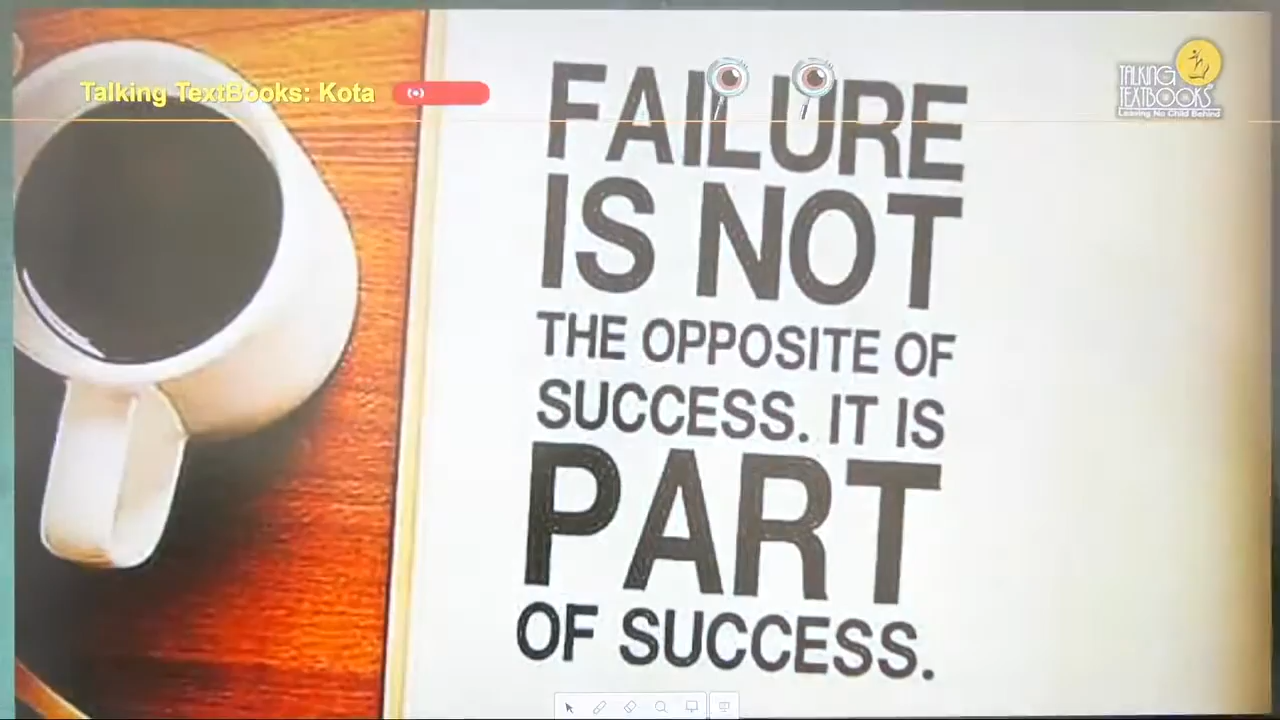 Talking TextBooks: Kota
TALKING
TEXTBOOKS
Leaving No Child Behind
FAILURE
IS NOT
THE OPPOSITE OF
SUCCESS. IT IS
PART
OF SUCCESS.